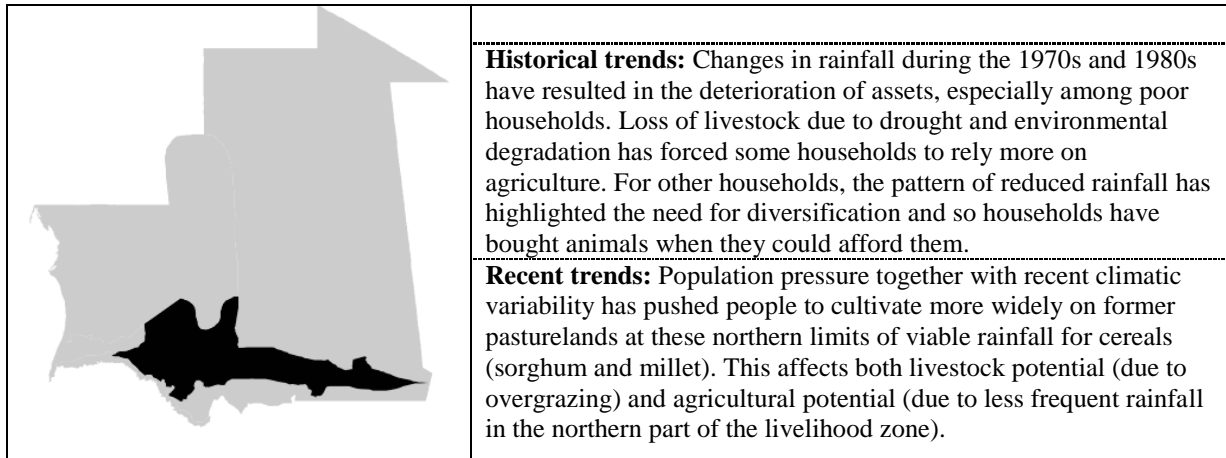 Historical trends: Changes in rainfall during the 1970s and 1980s
have resulted in the deterioration of assets, especially among poor
households. Loss of livestock due to drought and environmental
degradation has forced some households to rely more on
agriculture. For other households, the pattern of reduced rainfall has
highlighted the need for diversification and so households have
bought animals when they could afford them.
Recent trends: Population pressure together with recent climatic
variability has pushed people to cultivate more widely on former
pasturelands at these northern limits of viable rainfall for cereals
(sorghum and millet). This affects both livestock potential (due to
overgrazing) and agricultural potential (due to less frequent rainfall
in the northern part of the livelihood zone).